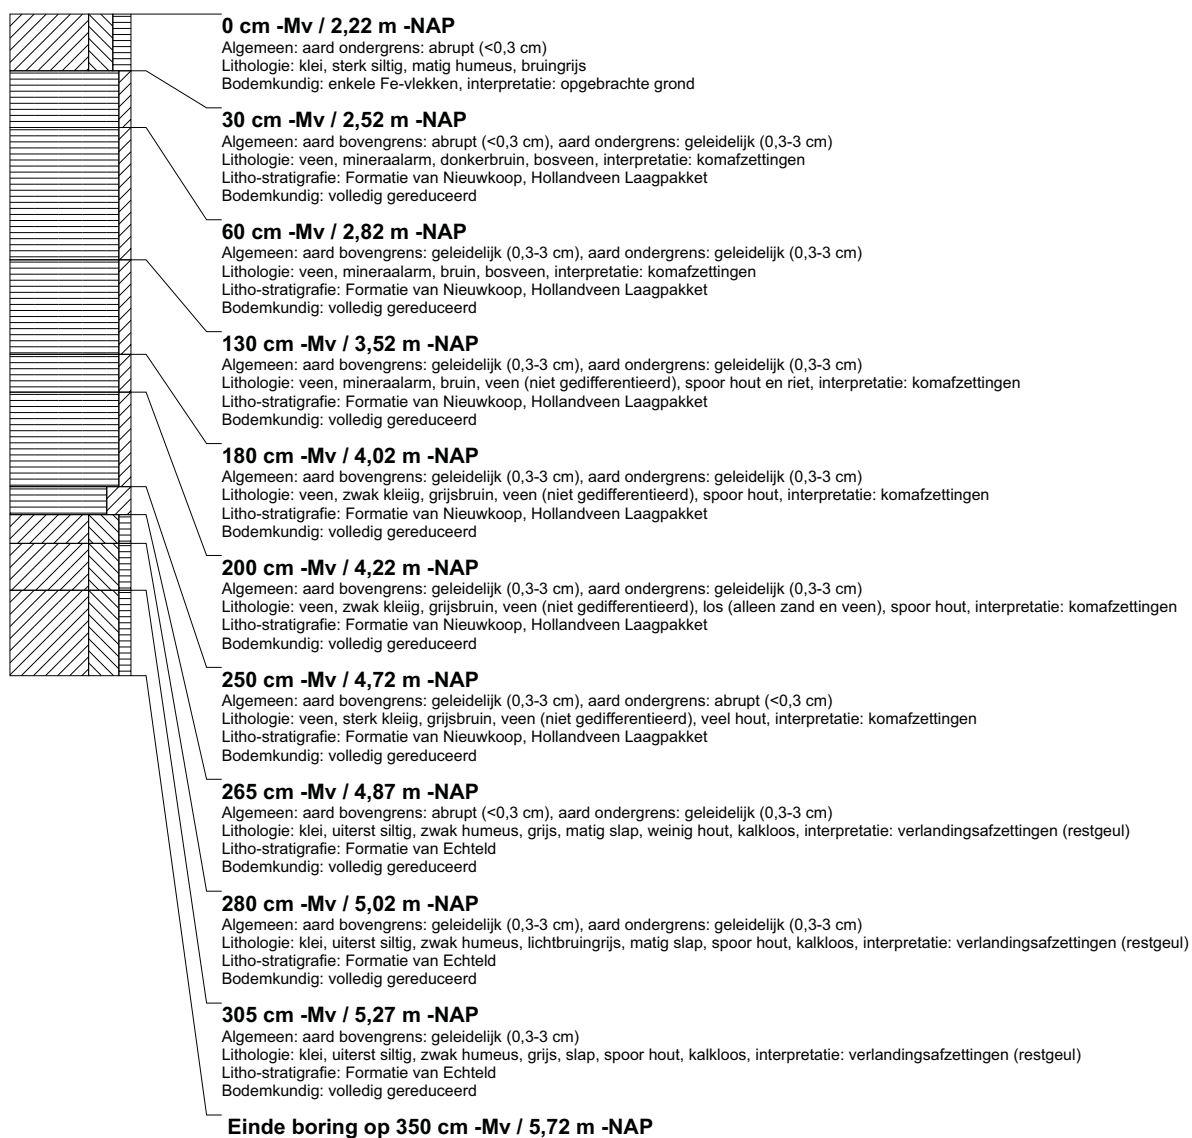 0 cm -Mv / 2,22 m -NAP
Algemeen: aard ondergrens: abrupt (<0,3 cm)
Lithologie: klei, sterk siltig, matig humeus, bruingrijs
Bodemkundig: enkele Fe-vlekken, interpretatie: opgebrachte grond
30 cm -Mv / 2,52 m -NAP
Algemeen: aard bovengrens: abrupt (<0,3 cm), aard ondergrens: geleidelijk (0,3-3 cm)
Lithologie: veen, mineraalarm, donkerbruin, bosveen, interpretatie: komafzettingen
Litho-stratigrafie: Formatie van Nieuwkoop, Hollandveen Laagpakket
Bodemkundig: volledig gereduceerd
60 cm -Mv / 2,82 m -NAP
Algemeen: aard bovengrens: geleidelijk (0,3-3 cm), aard ondergrens: geleidelijk (0,3-3 cm)
Lithologie: veen, mineraalarm, bruin, bosveen, interpretatie: komafzettingen
Litho-stratigrafie: Formatie van Nieuwkoop, Hollandveen Laagpakket
Bodemkundig: volledig gereduceerd
130 cm -Mv / 3,52 m -NAP
Algemeen: aard bovengrens: geleidelijk (0,3-3 cm), aard ondergrens: geleidelijk (0,3-3 cm)
Lithologie: veen, mineraalarm, bruin, veen (niet gedifferentieerd), spoor hout en riet, interpretatie: komafzettingen
Litho-stratigrafie: Formatie van Nieuwkoop, Hollandveen Laagpakket
Bodemkundig: volledig gereduceerd
180 cm -Mv / 4,02 m -NAP
Algemeen: aard bovengrens: geleidelijk (0,3-3 cm), aard ondergrens: geleidelijk (0,3-3 cm)
Lithologie: veen, zwak kleiig, grijsbruin, veen (niet gedifferentieerd), spoor hout, interpretatie: komafzettingen
Litho-stratigrafie: Formatie van Nieuwkoop, Hollandveen Laagpakket
Bodemkundig: volledig gereduceerd
200 cm -Mv / 4,22 m -NAP
Algemeen: aard bovengrens: geleidelijk (0,3-3 cm), aard ondergrens: geleidelijk (0,3-3 cm)
Lithologie: veen, zwak kleiig, grijsbruin, veen (niet gedifferentieerd), los (alleen zand en veen), spoor hout, interpretatie: komafzettingen
Litho-stratigrafie: Formatie van Nieuwkoop, Hollandveen Laagpakket
Bodemkundig: volledig gereduceerd
250 cm -Mv / 4,72 m -NAP
Algemeen: aard bovengrens: geleidelijk (0,3-3 cm), aard ondergrens: abrupt (<0,3 cm)
Lithologie: veen, sterk kleiig, grijsbruin, veen (niet gedifferentieerd), veel hout, interpretatie: komafzettingen
Litho-stratigrafie: Formatie van Nieuwkoop, Hollandveen Laagpakket
Bodemkundig: volledig gereduceerd
265 cm -Mv / 4,87 m -NAP
Algemeen: aard bovengrens: abrupt (<0,3 cm), aard ondergrens: geleidelijk (0,3-3 cm)
Lithologie: klei, uiterst siltig, zwak humeus, grijs, matig slap, weinig hout, kalkloos, interpretatie: verlandingsafzettingen (restgeul)
Litho-stratigrafie: Formatie van Echteld
Bodemkundig: volledig gereduceerd
280 cm -Mv / 5,02 m -NAP
Algemeen: aard bovengrens: geleidelijk (0,3-3 cm), aard ondergrens: geleidelijk (0,3-3 cm)
Lithologie: klei, uiterst siltig, zwak humeus, lichtbruingrijs, matig slap, spoor hout, kalkloos, interpretatie: verlandingsafzettingen (restgeul)
Litho-stratigrafie: Formatie van Echteld
Bodemkundig: volledig gereduceerd
305 cm -Mv / 5,27 m -NAP
Algemeen: aard bovengrens: geleidelijk (0,3-3 cm)
Lithologie: klei, uiterst siltig, zwak humeus, grijs, slap, spoor hout, kalkloos, interpretatie: verlandingsafzettingen (restgeul)
Litho-stratigrafie: Formatie van Echteld
Bodemkundig: volledig gereduceerd
Einde boring op 350 cm -Mv / 5,72 m -NAP